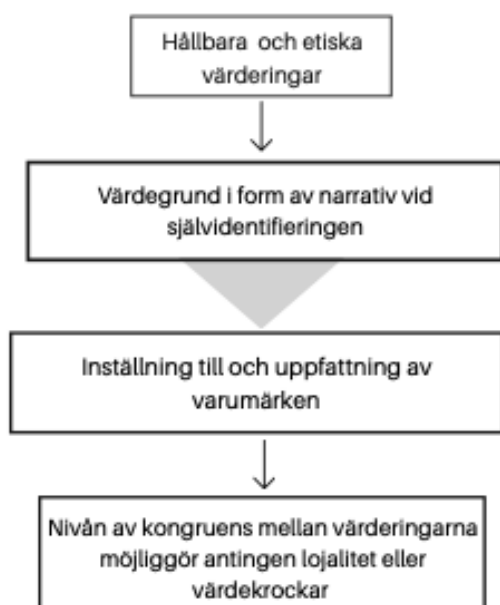 Hållbara och etiska
värderingar
Värdegrund i form av narrativ vid
självidentifieringen
Inställning till och uppfattning av
varumärken
Nivån av kongruens mellan värderingarna
möjliggör antingen lojalitet eller
värdekrockar